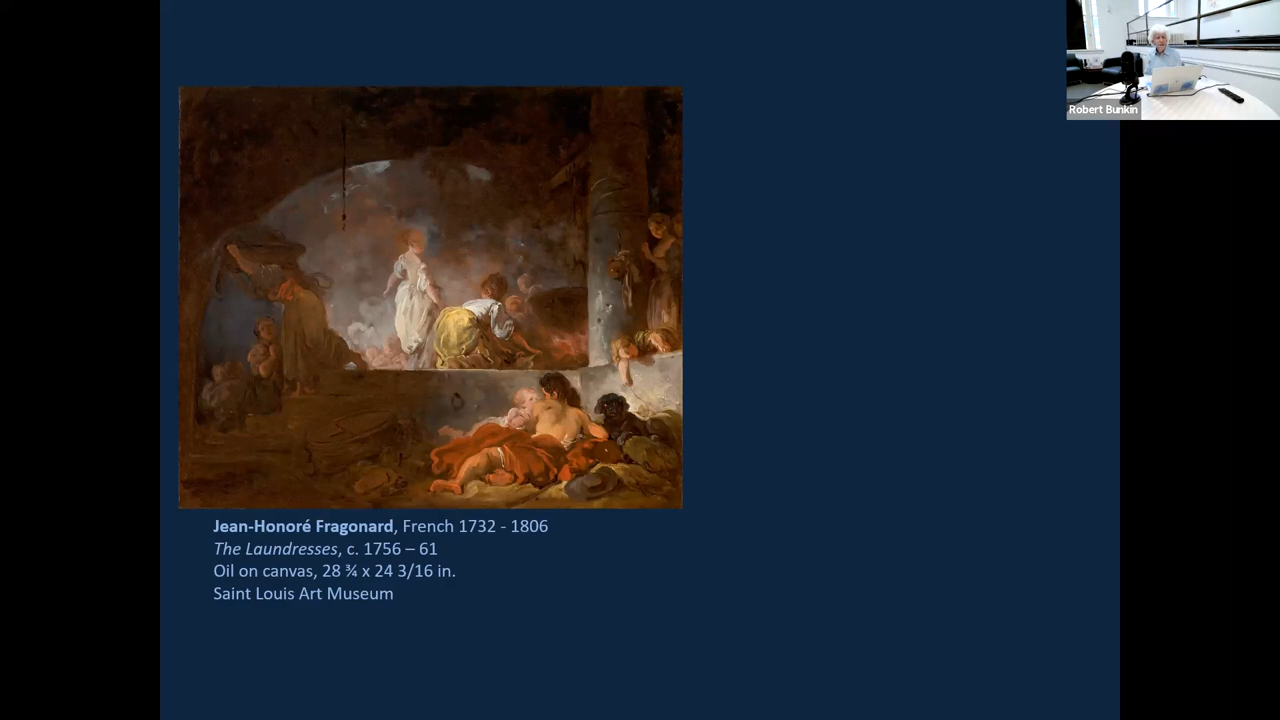 Robert Bunkin
Jean-Honoré Fragonard, French 1732 - 1806
The Laundresses, c. 1756 – 61
Oil on canvas, 28 ¾ x 24 3/16 in.
Saint Louis Art Museum